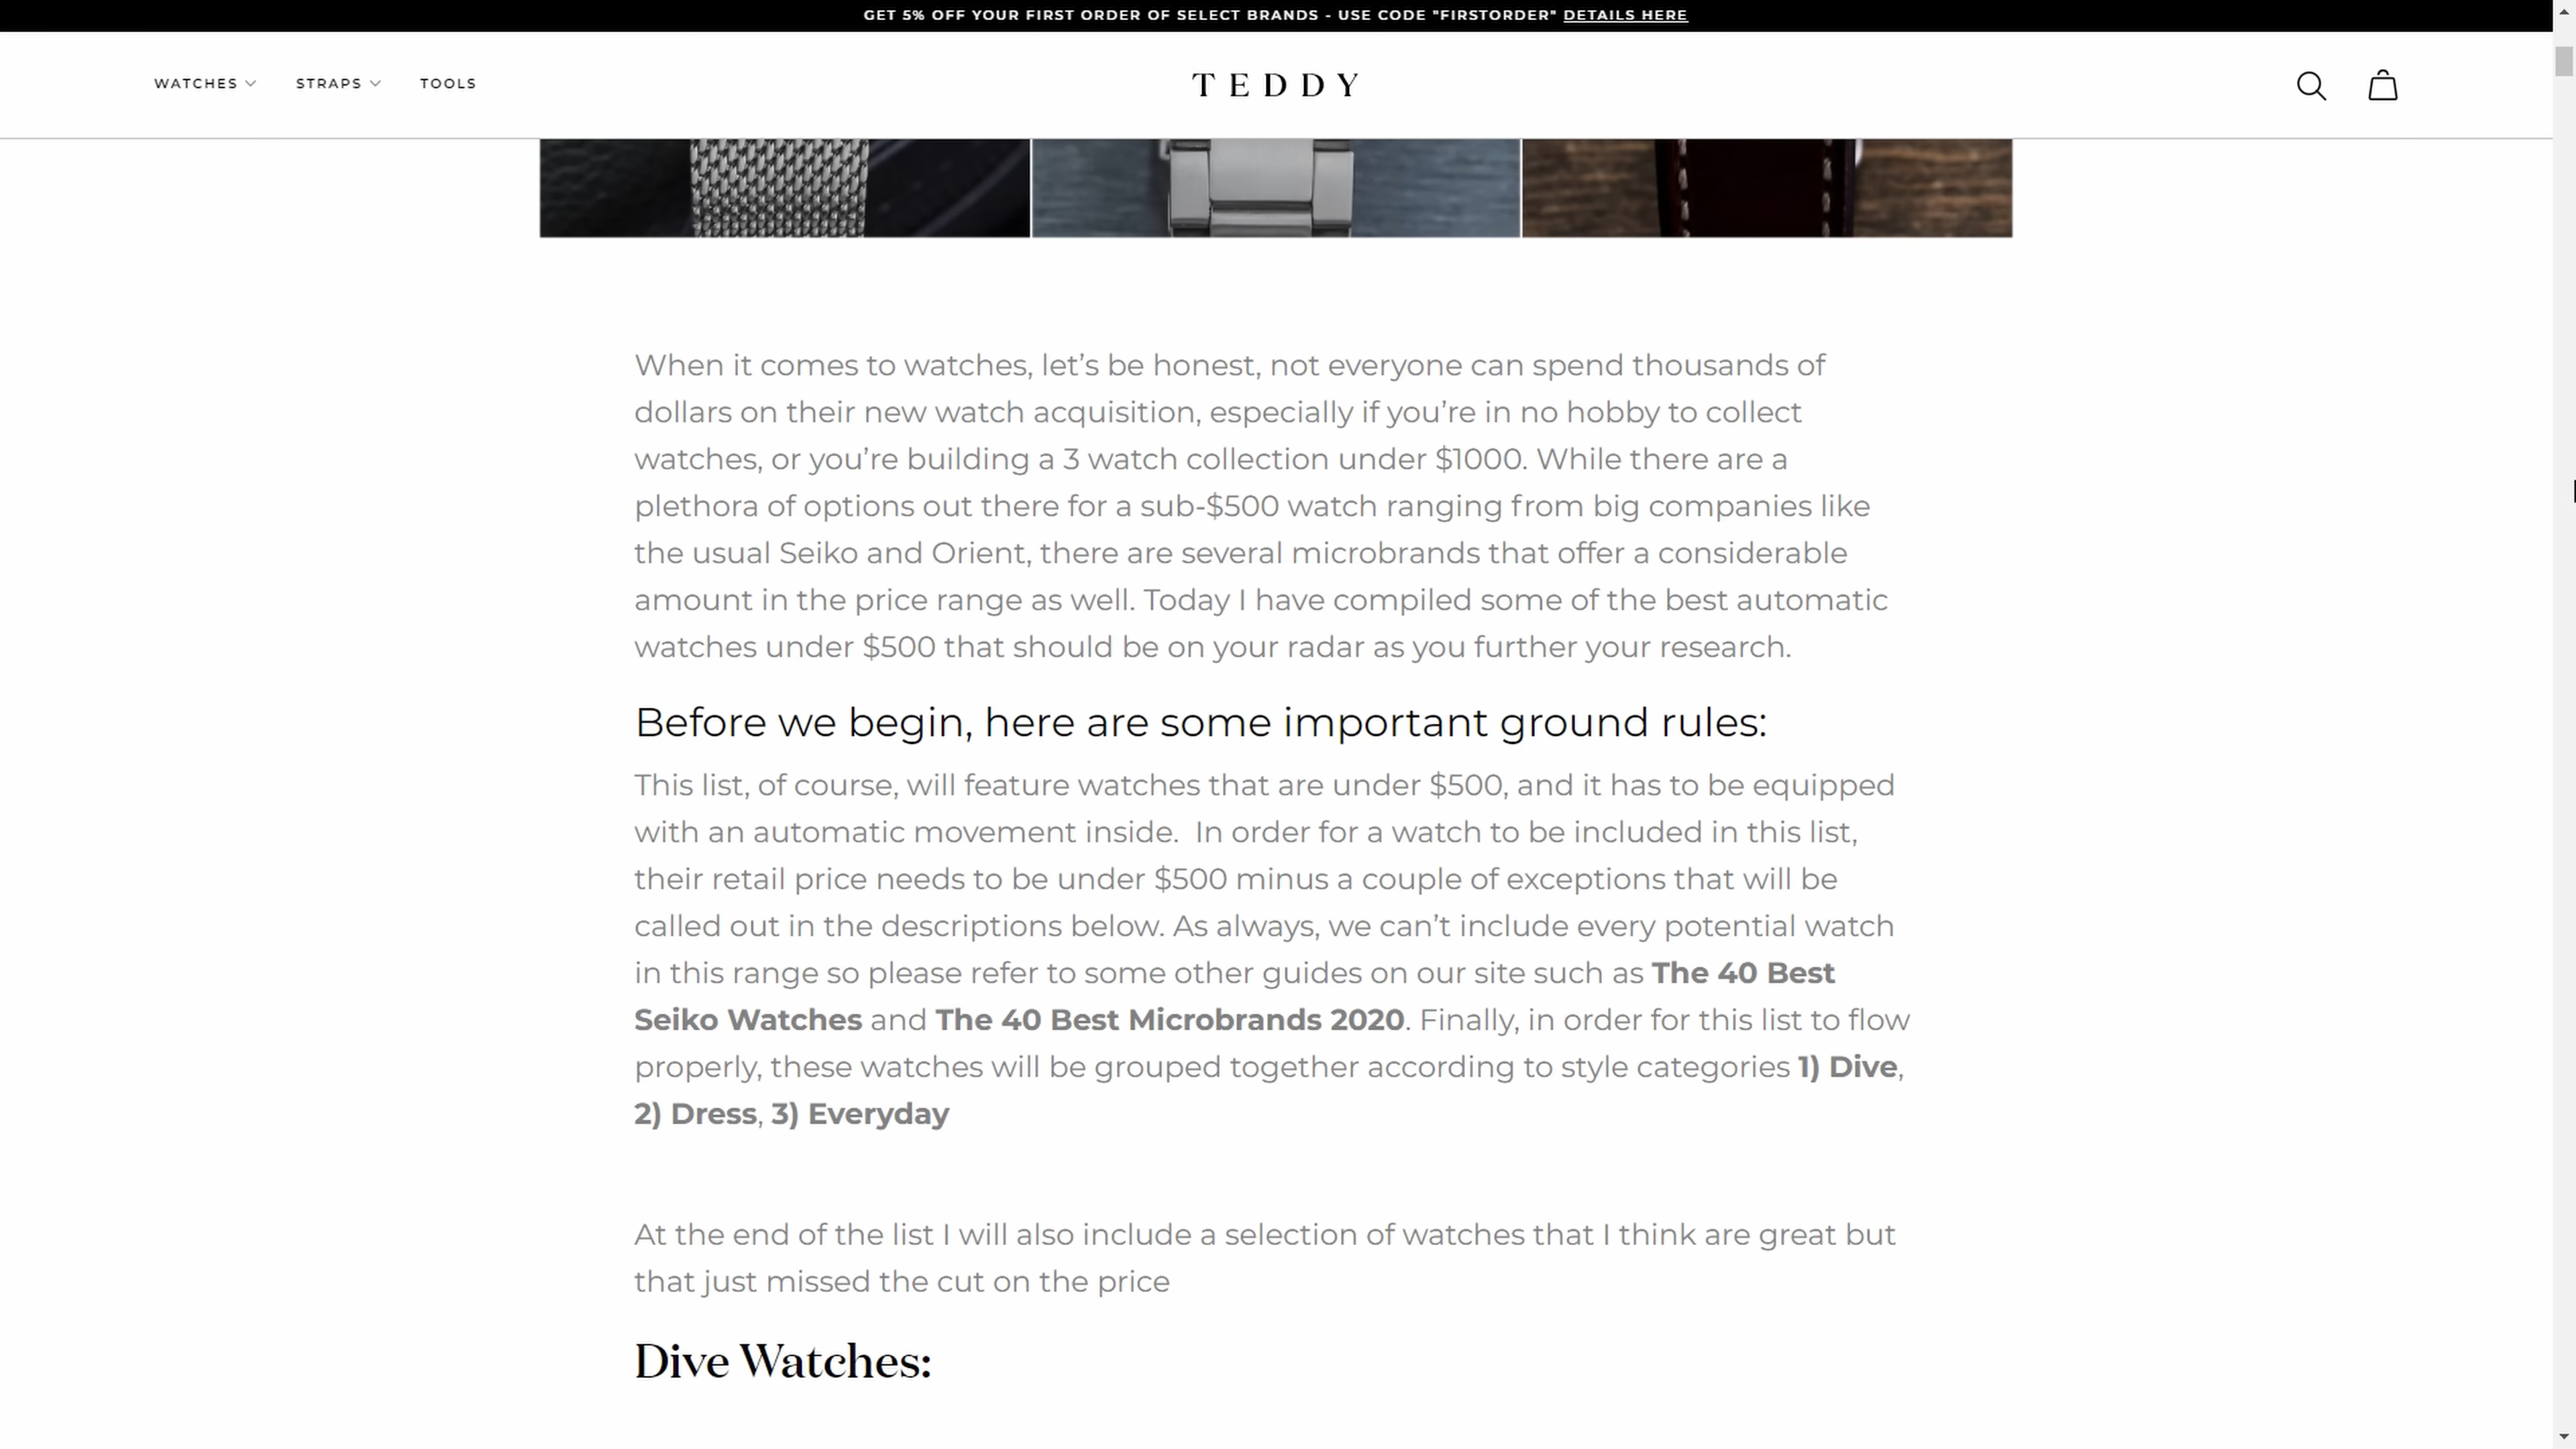 GET 5% OFF YOUR FIRST ORDER OF SELECT BRANDS - USE CODE "FIRSTORDER" DETAILS HERE
WATCHES STRAPS TOOLS TEDDY
When it comes to watches, let’s be honest, not everyone can spend thousands of
dollars on their new watch acquisition, especially if you’re in no hobby to collect
watches, or you’re building a 3 watch collection under $1000. While there are a
plethora of options out there for a sub-$500 watch ranging from big companies like
the usual Seiko and Orient, there are several microbrands that offer a considerable
amount in the price range as well. Today I have compiled some of the best automatic
watches under $500 that should be on your radar as you further your research.
Before we begin, here are some important ground rules:
This list, of course, will feature watches that are under $500, and it has to be equipped
with an automatic movement inside.  In order for a watch to be included in this list,
their retail price needs to be under $500 minus a couple of exceptions that will be
called out in the descriptions below. As always, we can’t include every potential watch
in this range so please refer to some other guides on our site such as The 40 Best
Seiko Watches and The 40 Best Microbrands 2020. Finally, in order for this list to flow
properly, these watches will be grouped together according to style categories 1) Dive,
2) Dress, 3) Everyday
At the end of the list I will also include a selection of watches that I think are great but
that just missed the cut on the price
Dive Watches: